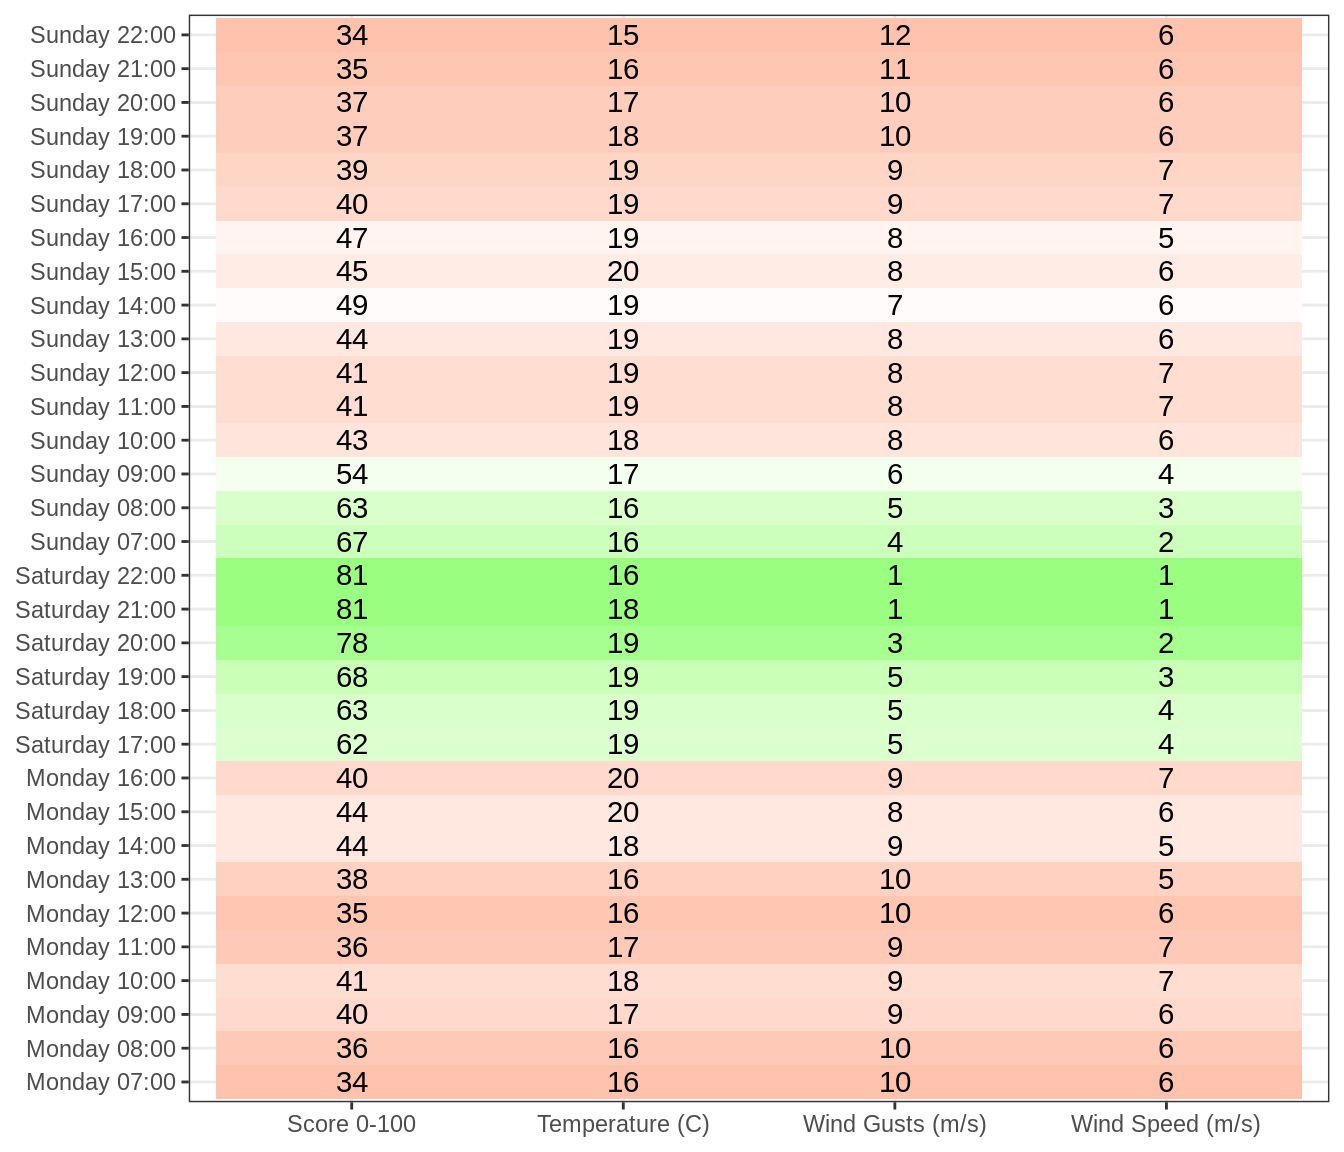 Sunday 22:00 34 15 12 6
Sunday 21:00 35 16 11 6
Sunday 20:00 37 17 10 6
Sunday 19:00 37 18 10 6
Sunday 18:00 39 19 9 7
Sunday 17:00 40 19 9 7
Sunday 16:00 47 19 8 5
Sunday 15:00 45 20 8 6
Sunday 14:00 49 19 7 6
Sunday 13:00 44 19 8 6
Sunday 12:00 41 19 8 7
Sunday 11:00 41 19 8 7
Sunday 10:00 43 18 8 6
Sunday 09:00 54 17 6 4
Sunday 08:00 63 16 5 3
Sunday 07:00 67 16 4 2
Saturday 22:00 81 16 1 1
Saturday 21:00 81 18 1 1
Saturday 20:00 78 19 3 2
Saturday 19:00 68 19 5 3
Saturday 18:00 63 19 5 4
Saturday 17:00 62 19 5 4
Monday 16:00 40 20 9 7
Monday 15:00 44 20 8 6
Monday 14:00 44 18 9 5
Monday 13:00 38 16 10 5
Monday 12:00 35 16 10 6
Monday 11:00 36 17 9 7
Monday 10:00 41 18 9 7
Monday 09:00 40 17 9 6
Monday 08:00 36 16 10 6
Monday 07:00 34 16 10 6
Score 0-100 Temperature (C) Wind Gusts (m/s) Wind Speed (m/s)